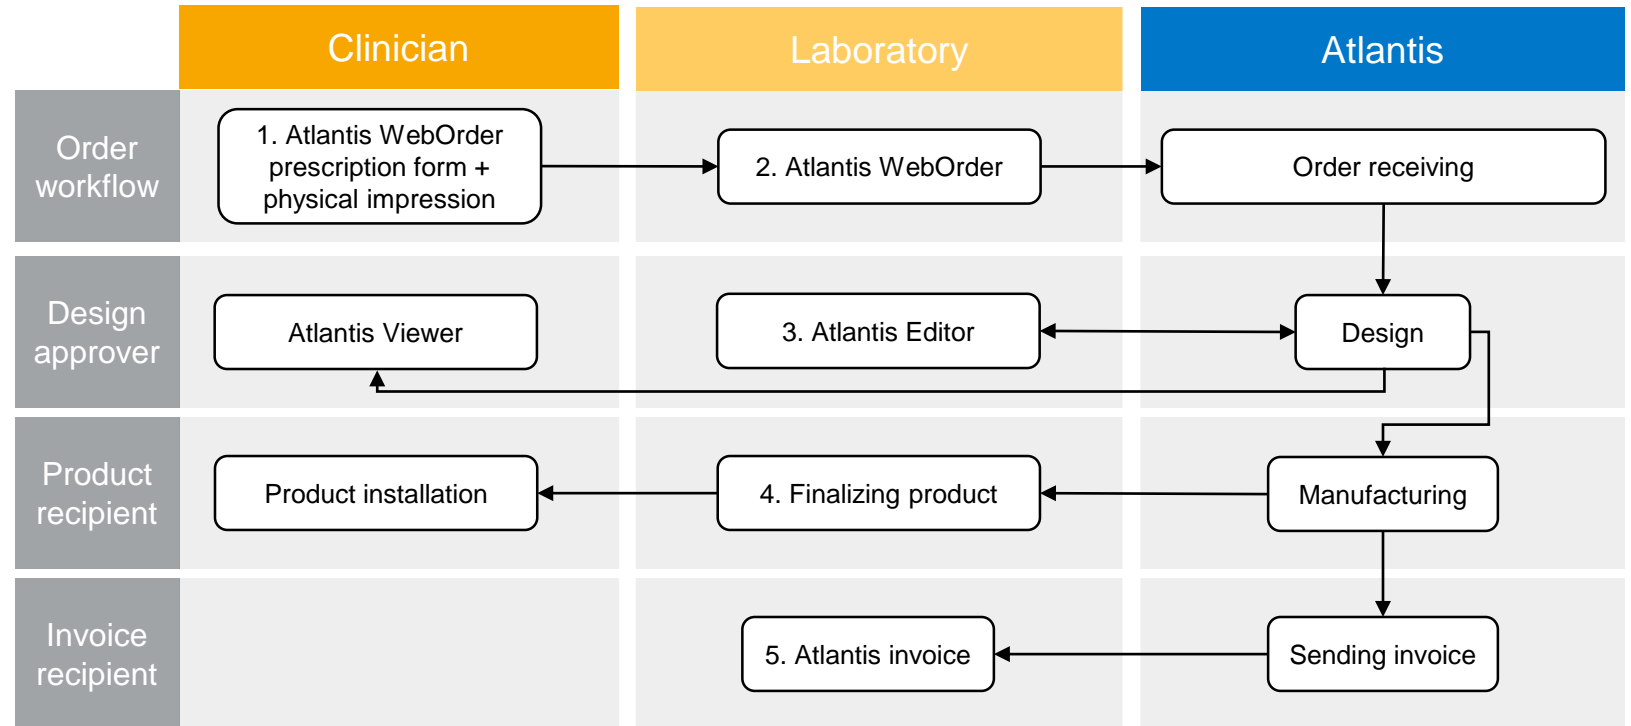 Clinician
Laboratory
Atlantis
Order
workflow
1. Atlantis WebOrder
prescription form +
physical impression
2. Atlantis WebOrder
Order receiving
Design
approver
Atlantis Viewer
3. Atlantis Editor
Design
Product
recipient
Product installation
4. Finalizing product
Manufacturing
Invoice
recipient
5. Atlantis invoice
Sending invoice